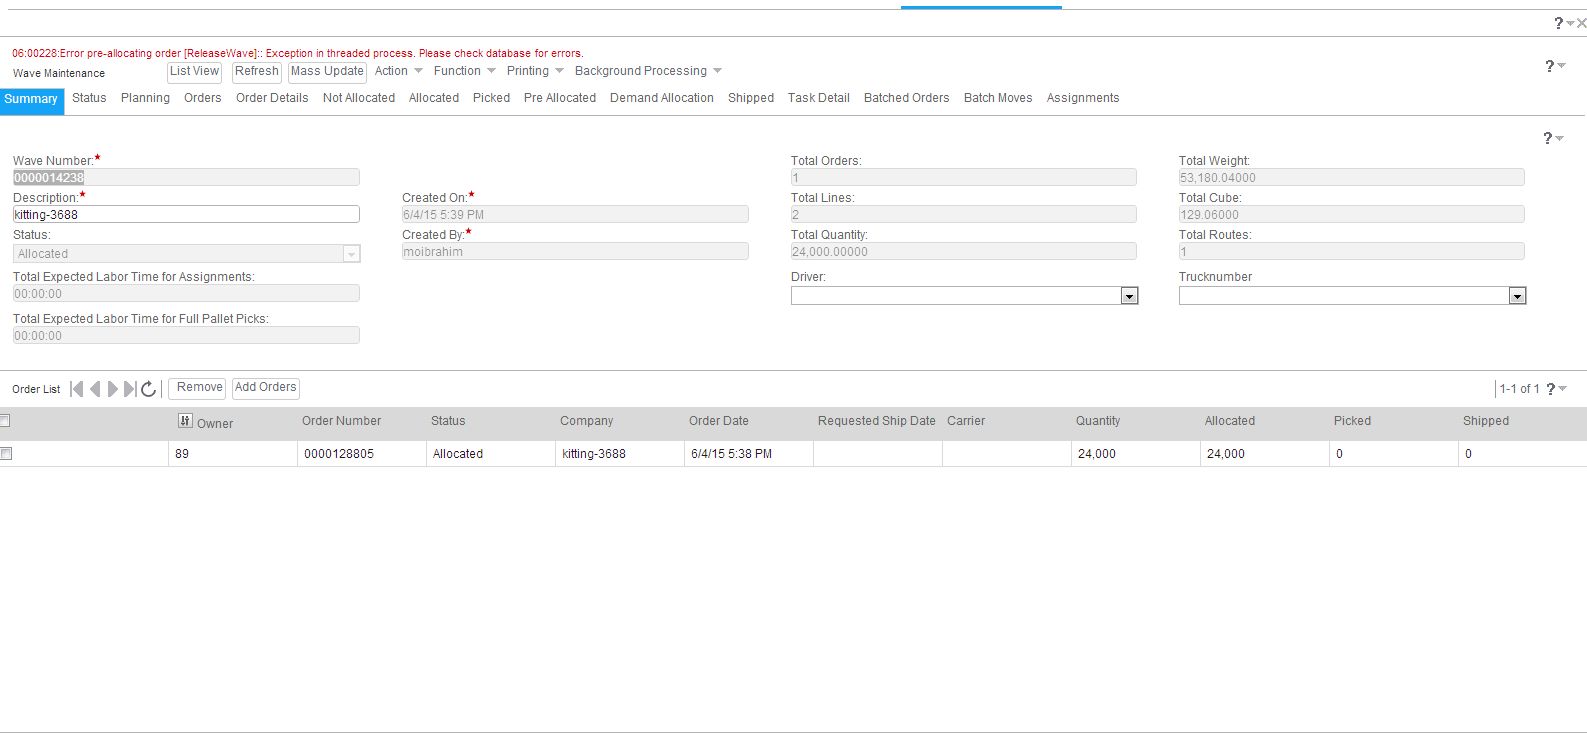 06:00228:Error pre-allocating order [ReleaseWave]:: Exception in threaded process. Please check database for errors.
Wave Maintenance List View Refresh Mass Update Action Function Printing Background Processing
Summary Status Planning Orders Order Details Not Allocated Allocated Picked Pre Allocated Demand Allocation Shipped Task Detail Batched Orders Batch Moves Assignments
Wave Number:* Total Orders: Total Weight:
0000014238 1 53,180.04000
Description:* Created On:* Total Lines: Total Cube:
kitting-3688 6/4/15 5:39 PM 2 129.06000
Status: Created By:* Total Quantity: Total Routes:
Allocated moibrahim 24,000.00000 1
Total Expected Labor Time for Assignments: Driver: Trucknumber
00:00:00
Total Expected Labor Time for Full Pallet Picks:
00:00:00
Order List Remove Add Orders 1-1 of 1 ?
Owner Order Number Status Company Order Date Requested Ship Date Carrier Quantity Allocated Picked Shipped
89 0000128805 Allocated kitting-3688 6/4/15 5:38 PM 24,000 24,000 0 0